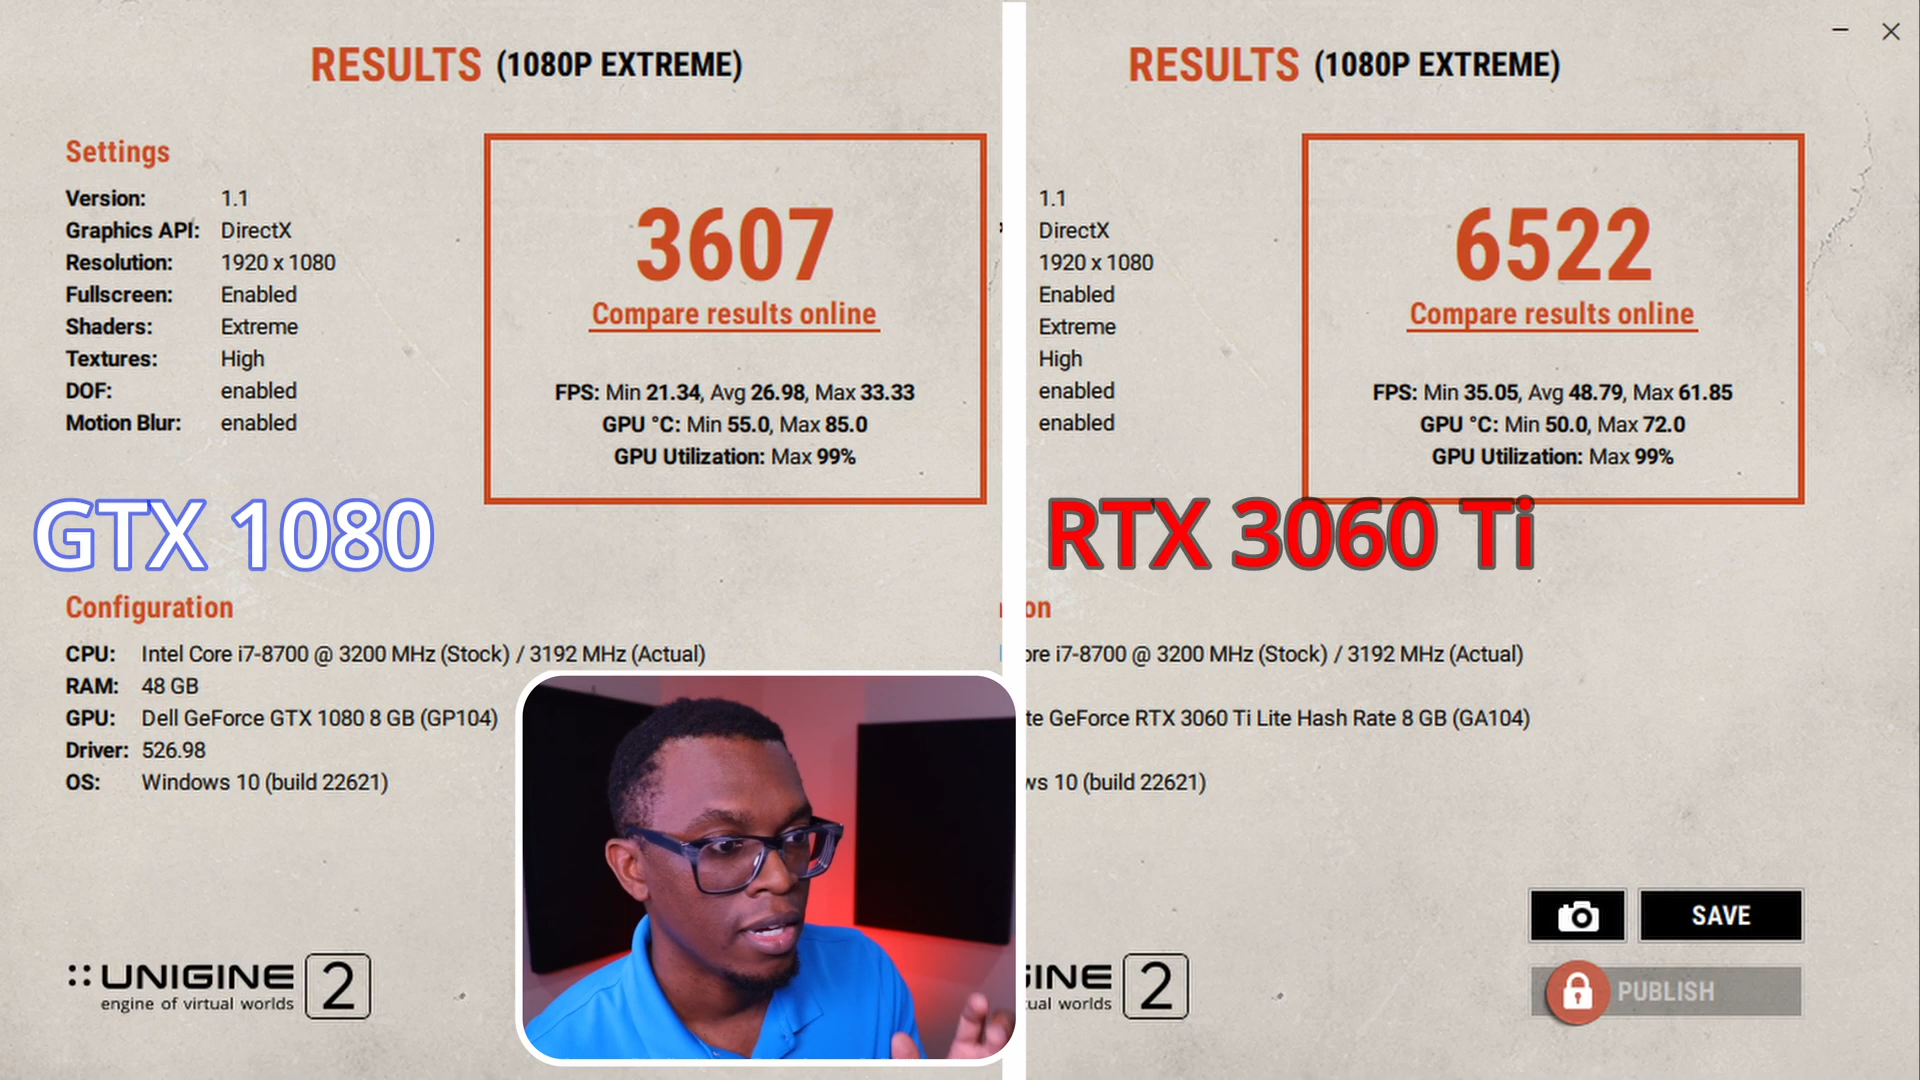 RESULTS (1080P EXTREME)
Settings
Version: 1.1
Graphics API: DirectX
Resolution: 1920 x 1080
Fullscreen: Enabled
Shaders: Extreme
Textures: High
DOF: enabled
Motion Blur: enabled
3607
Compare results online
FPS: Min 21.34, Avg 26.98, Max 33.33
GPU °C: Min 55.0, Max 85.0
GPU Utilization: Max 99%
GTX 1080
Configuration
CPU: Intel Core i7-8700 @ 3200 MHz (Stock) / 3192 MHz (Actual)
RAM: 48 GB
GPU: Dell GeForce GTX 1080 8 GB (GP104)
Driver: 526.98
OS: Windows 10 (build 22621)
UNIGINE 2
engine of virtual worlds
RESULTS (1080P EXTREME)
1.1
DirectX
1920 x 1080
Enabled
Extreme
High
enabled
enabled
6522
Compare results online
FPS: Min 35.05, Avg 48.79, Max 61.85
GPU °C: Min 50.0, Max 72.0
GPU Utilization: Max 99%
RTX 3060 Ti
on
re i7-8700 @ 3200 MHz (Stock) / 3192 MHz (Actual)
te GeForce RTX 3060 Ti Lite Hash Rate 8 GB (GA104)
ws 10 (build 22621)
SAVE
PUBLISH
INE 2
tual worlds